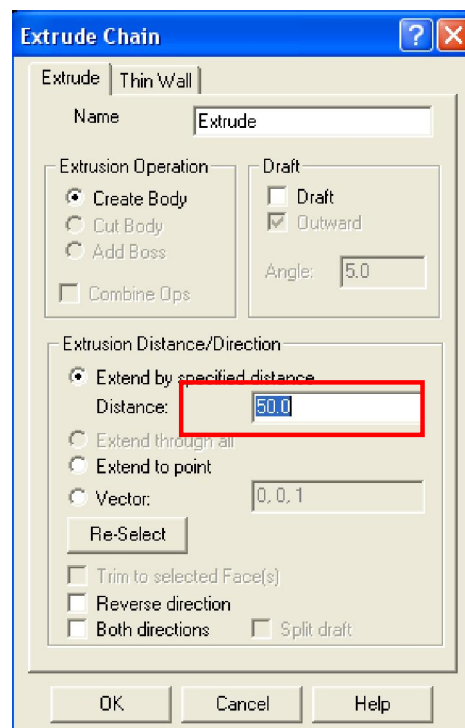 Extrude Chain
Extrude Thin Wall
Name Extrude
Extrusion Operation Draft
Create Body Draft
Cut Body Outward
Add Boss
Angle: 5.0
Combine Ops
Extrusion Distance/Direction
Extend by specified distance
Distance: 50.0
Extend through all
Extend to point
Vector: 0, 0, 1
Re-Select
Trim to selected Face(s)
Reverse direction
Both directions Split draft
OK Cancel Help